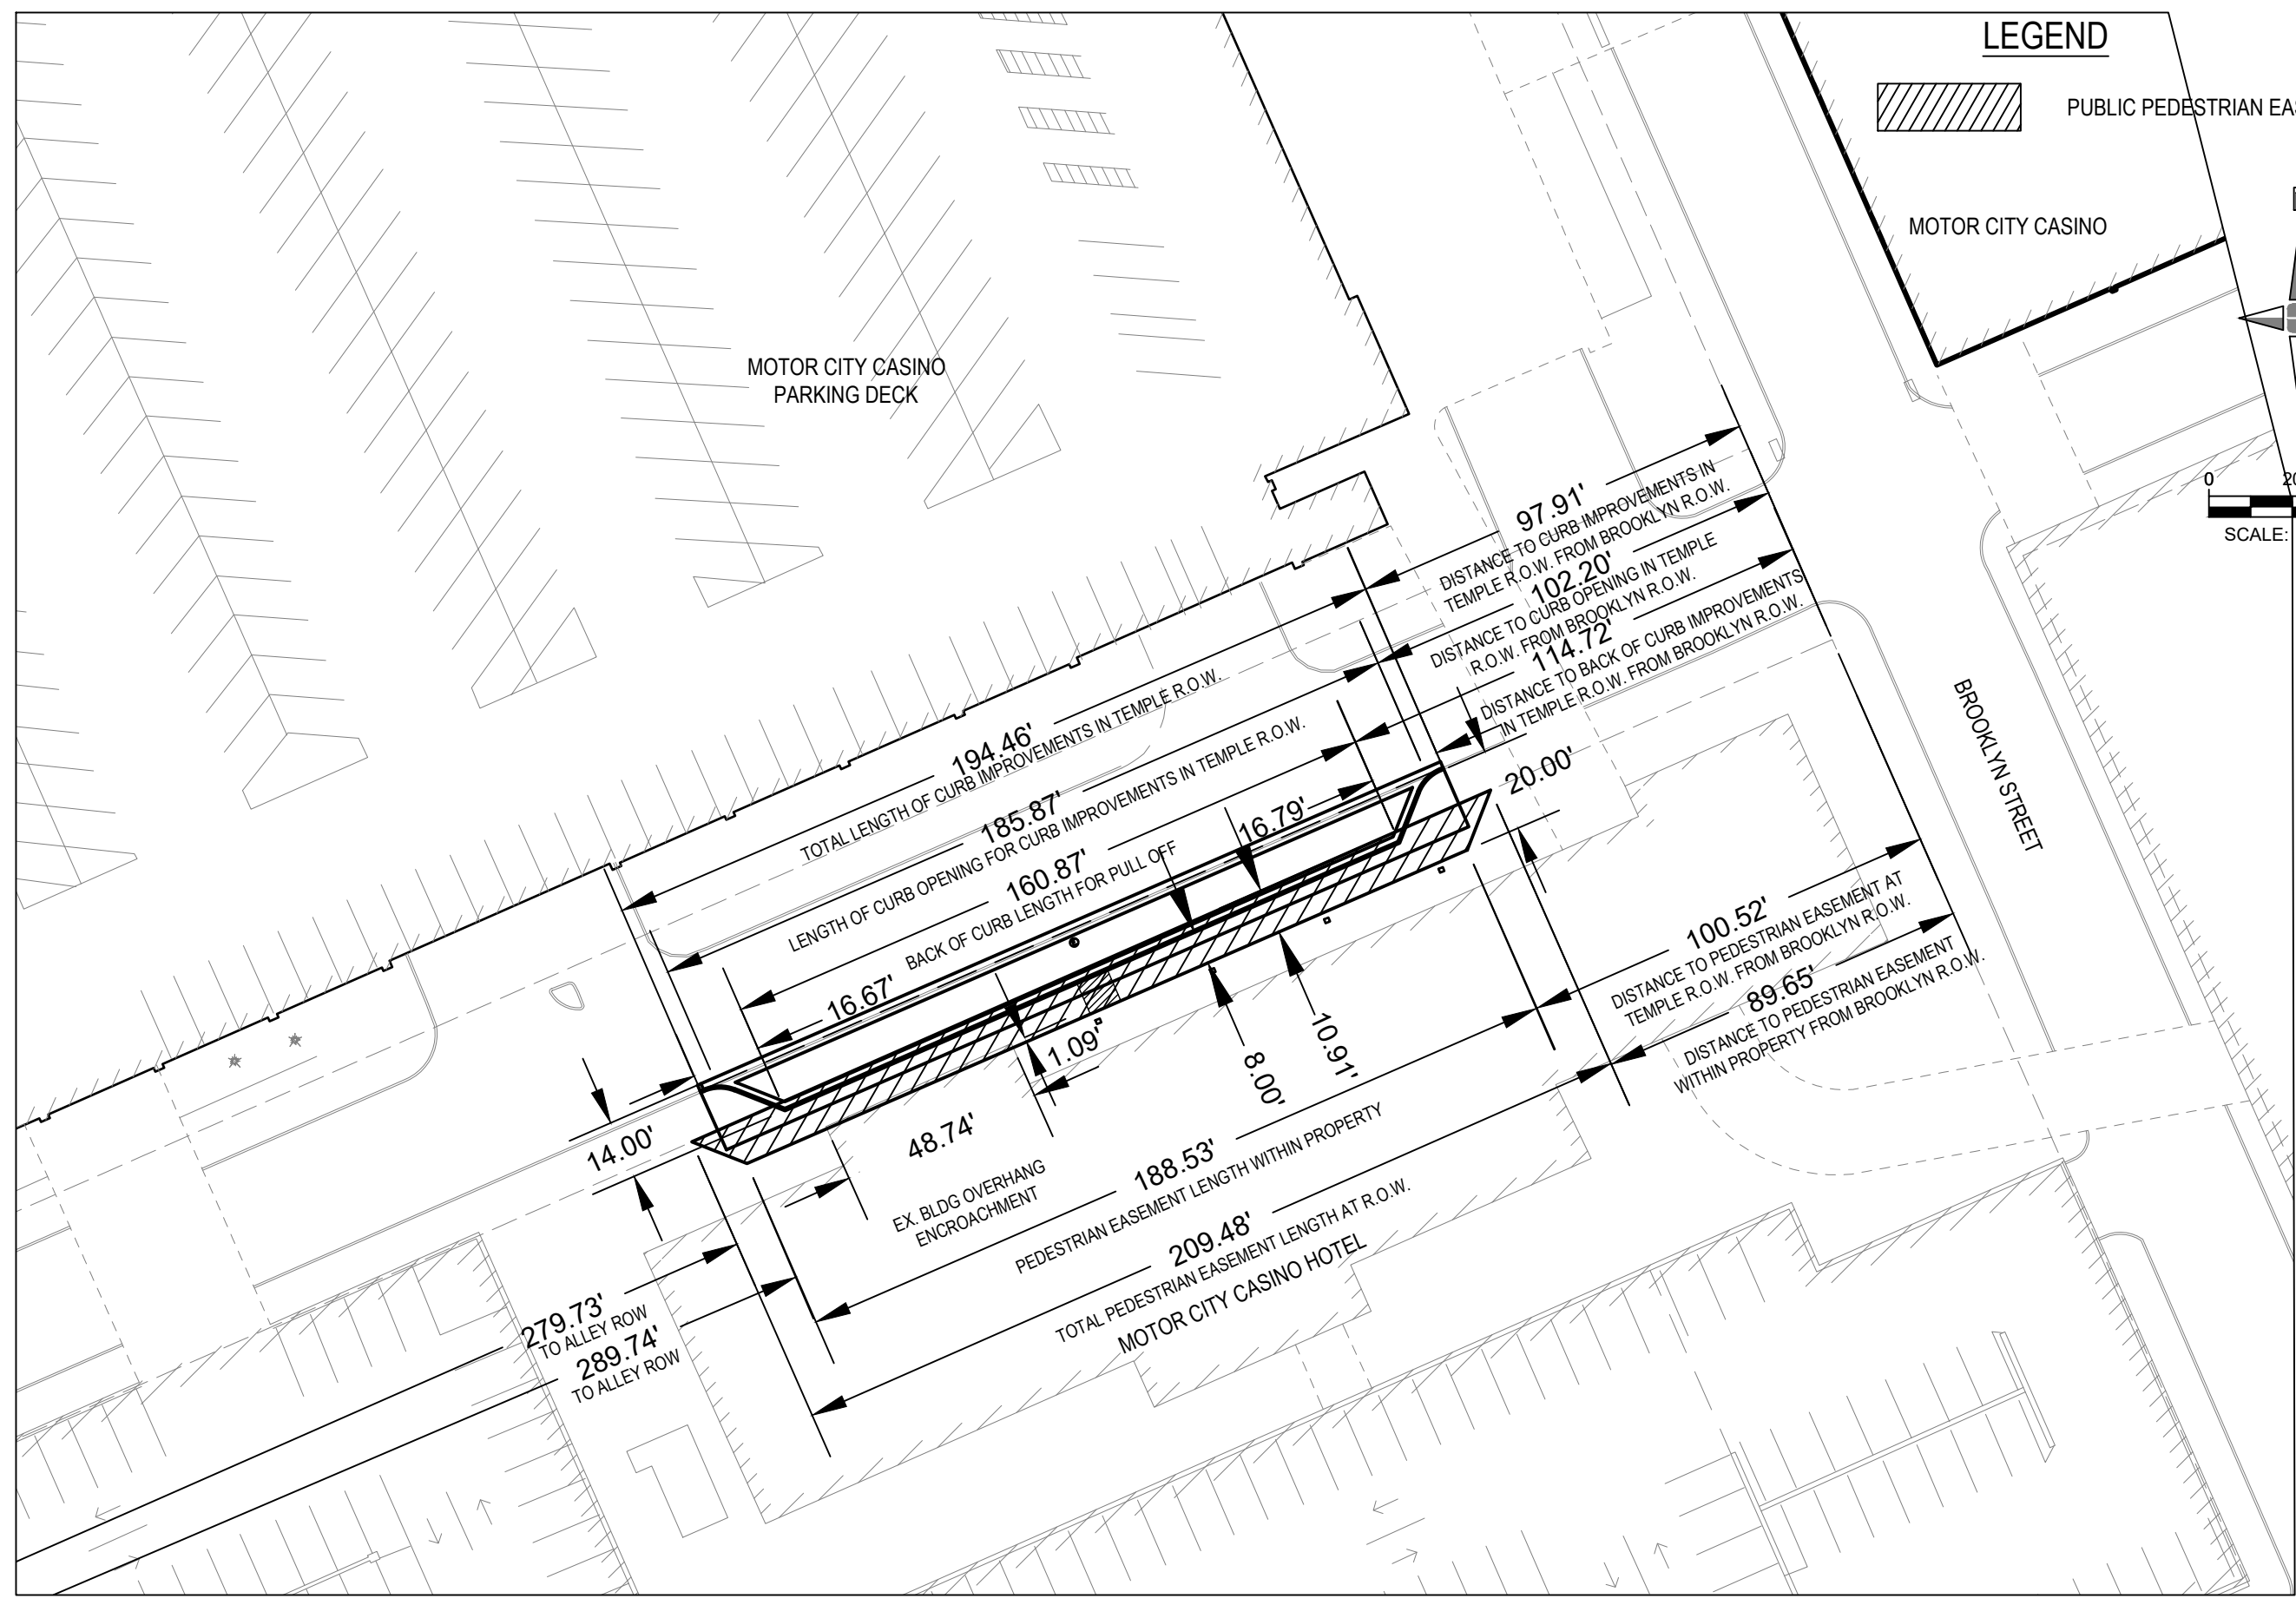 LEGEND
PUBLIC PEDESTRIAN
MOTOR CITY CASINO
MOTOR CITY CASINO
PARKING DECK
0
SCALE:
97.91'
DISTANCE TO CURB IMPROVEMENTS IN
TEMPLE R.O.W. FROM BROOKLYN R.O.W.
102.20'
DISTANCE TO CURB OPENING IN TEMPLE
R.O.W. FROM BROOKLYN R.O.W.
114.72'
DISTANCE TO BACK OF CURB IMPROVEMENTS
IN TEMPLE R.O.W. FROM BROOKLYN R.O.W.
194.46'
TOTAL LENGTH OF CURB IMPROVEMENTS IN TEMPLE R.O.W.
185.87'
LENGTH OF CURB OPENING FOR CURB IMPROVEMENTS IN TEMPLE R.O.W.
160.87'
BACK OF CURB LENGTH FOR PULL OFF
16.79'
20.00'
16.67'
BROOKLYN STREET
14.00'
1.09'
8.00'
10.91'
48.74'
EX. BLDG OVERHANG
ENCROACHMENT
100.52'
DISTANCE TO PEDESTRIAN EASEMENT AT
TEMPLE R.O.W. FROM BROOKLYN R.O.W.
89.65'
DISTANCE TO PEDESTRIAN EASEMENT
WITHIN PROPERTY FROM BROOKLYN R.O.W.
188.53'
PEDESTRIAN EASEMENT LENGTH WITHIN PROPERTY
209.48'
TOTAL PEDESTRIAN EASEMENT LENGTH AT R.O.W.
MOTOR CITY CASINO HOTEL
279.73'
TO ALLEY ROW
289.74'
TO ALLEY ROW